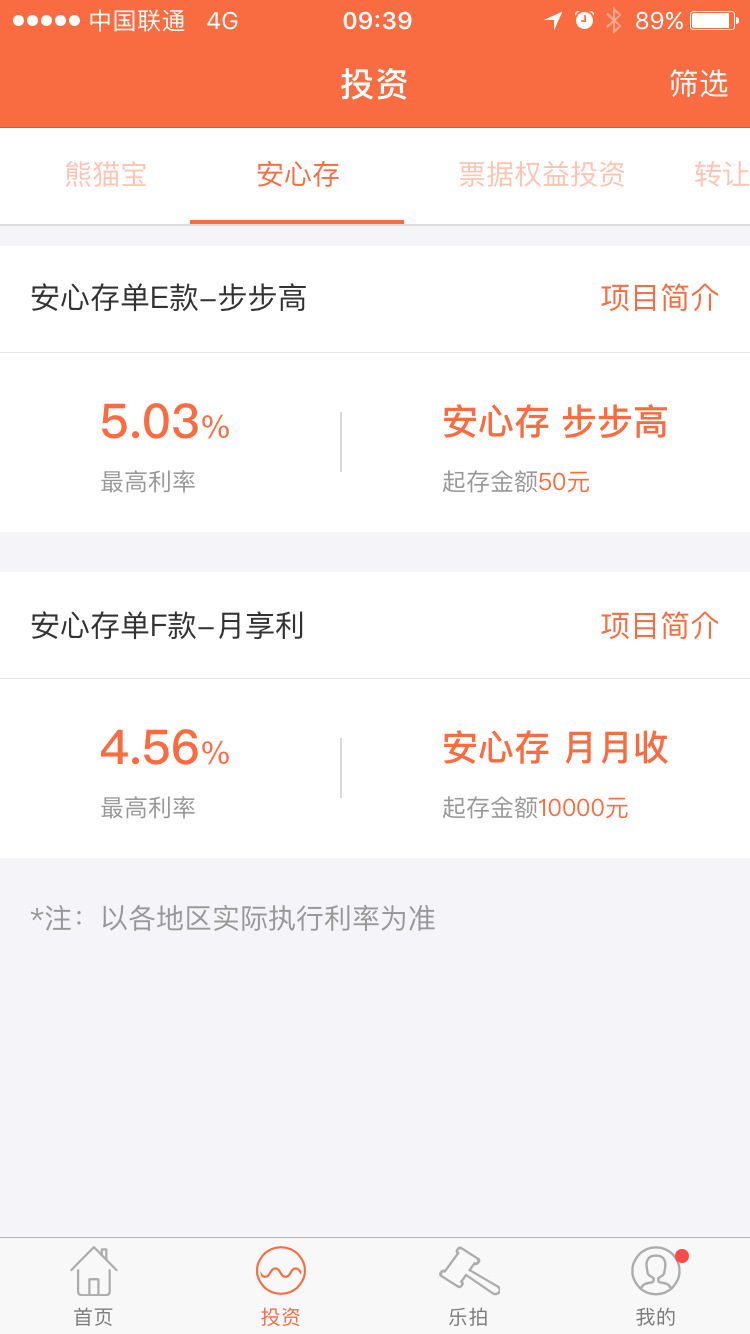 中国联通 4G 09:39 89%
投资 筛选
熊猫宝 安心存 票据权益投资 转让
安心存单E款–步步高 项目简介
5.03% 安心存 步步高
最高利率 起存金额50元
安心存单F款–月享利 项目简介
4.56% 安心存 月月收
最高利率 起存金额10000元
*注：以各地区实际执行利率为准
首页 投资 乐拍 我的